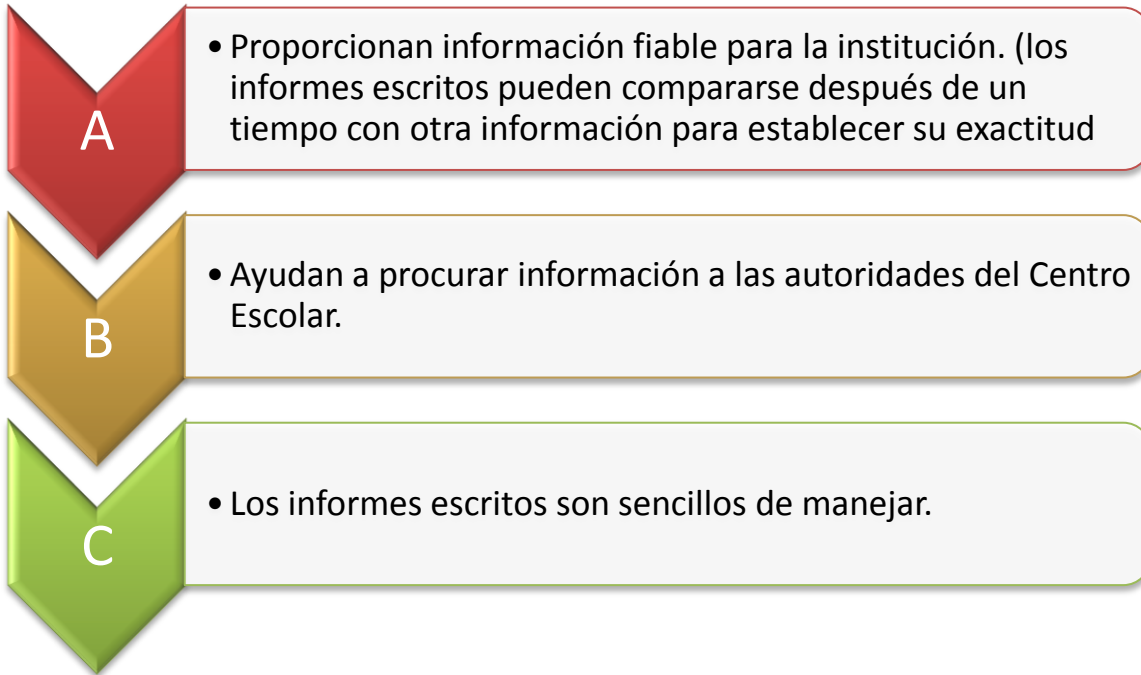 A
• Proporcionan información fiable para la institución. (los
informes escritos pueden compararse después de un
tiempo con otra información para establecer su exactitud
B
• Ayudan a procurar información a las autoridades del Centro
Escolar.
C
• Los informes escritos son sencillos de manejar.